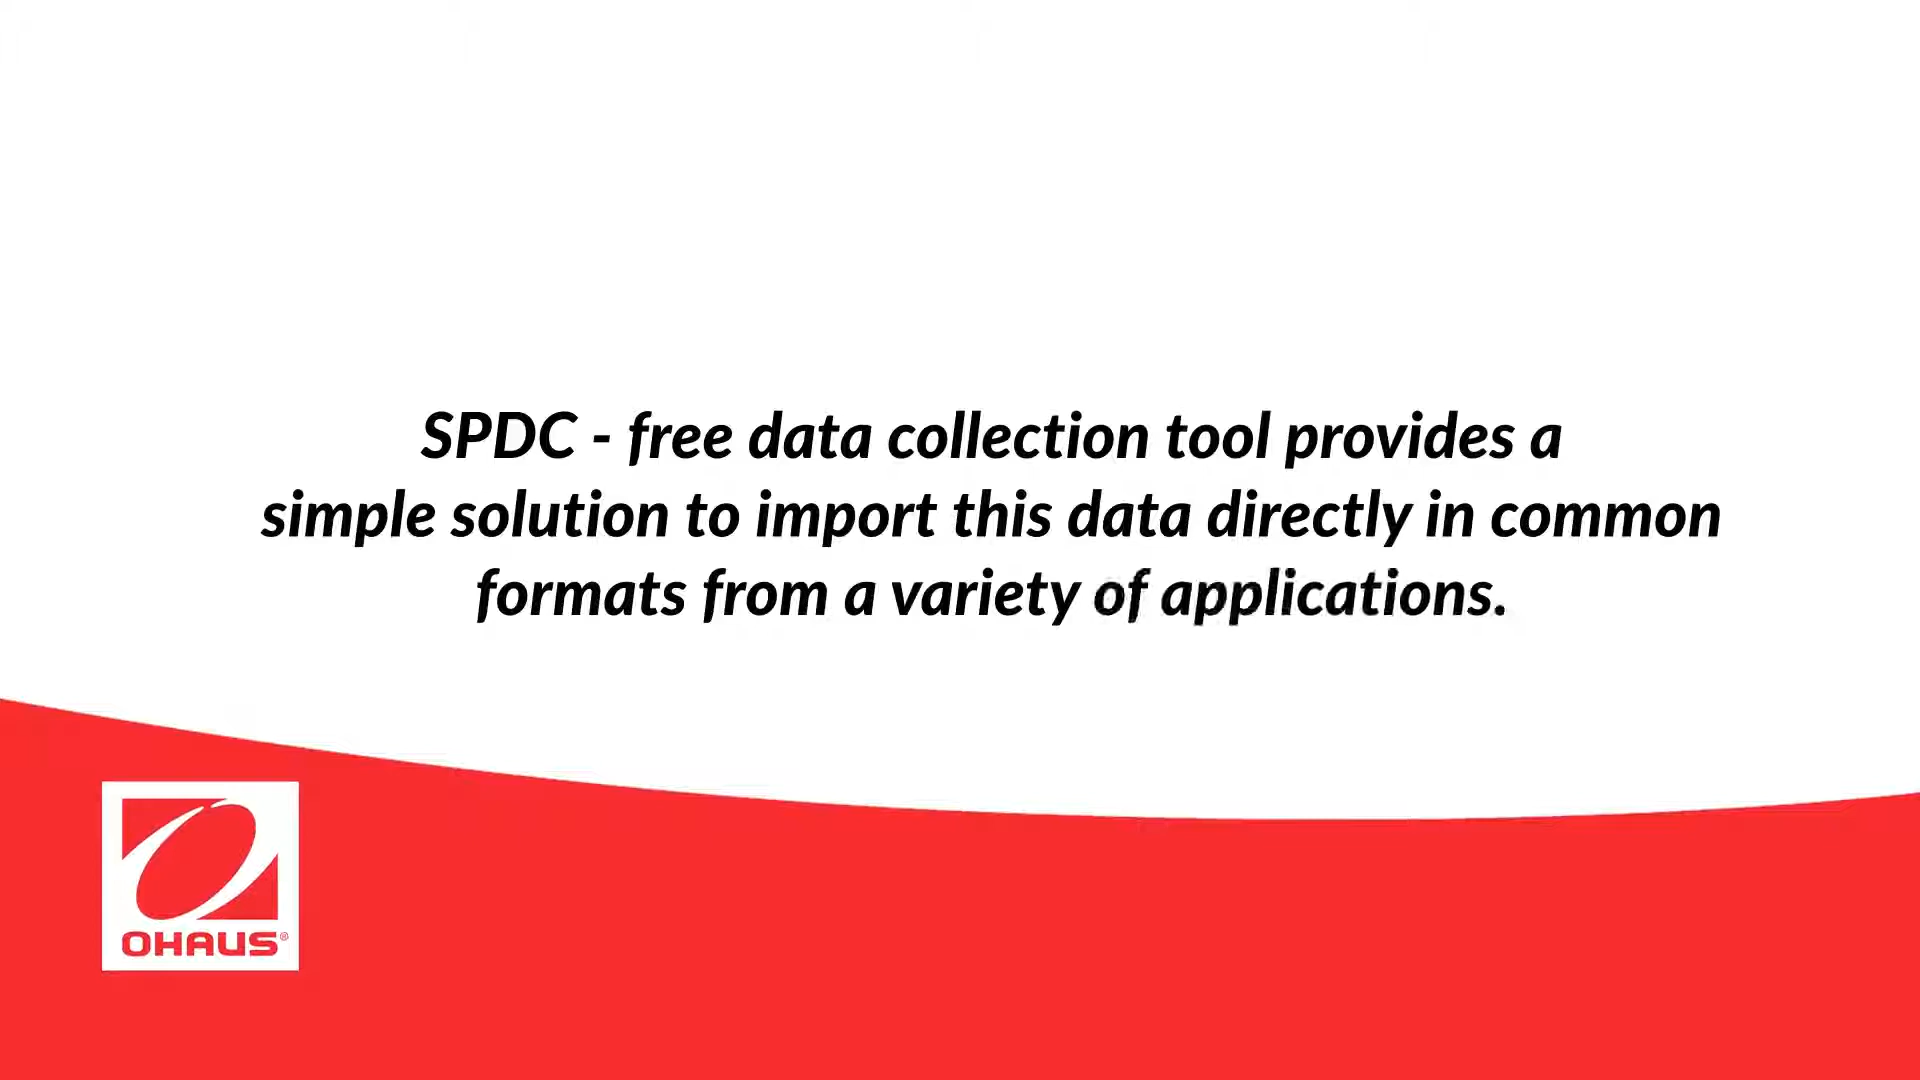 SPDC - free data collection tool provides a
simple solution to import this data directly in common
formats from a variety of applications.
OHAUS®